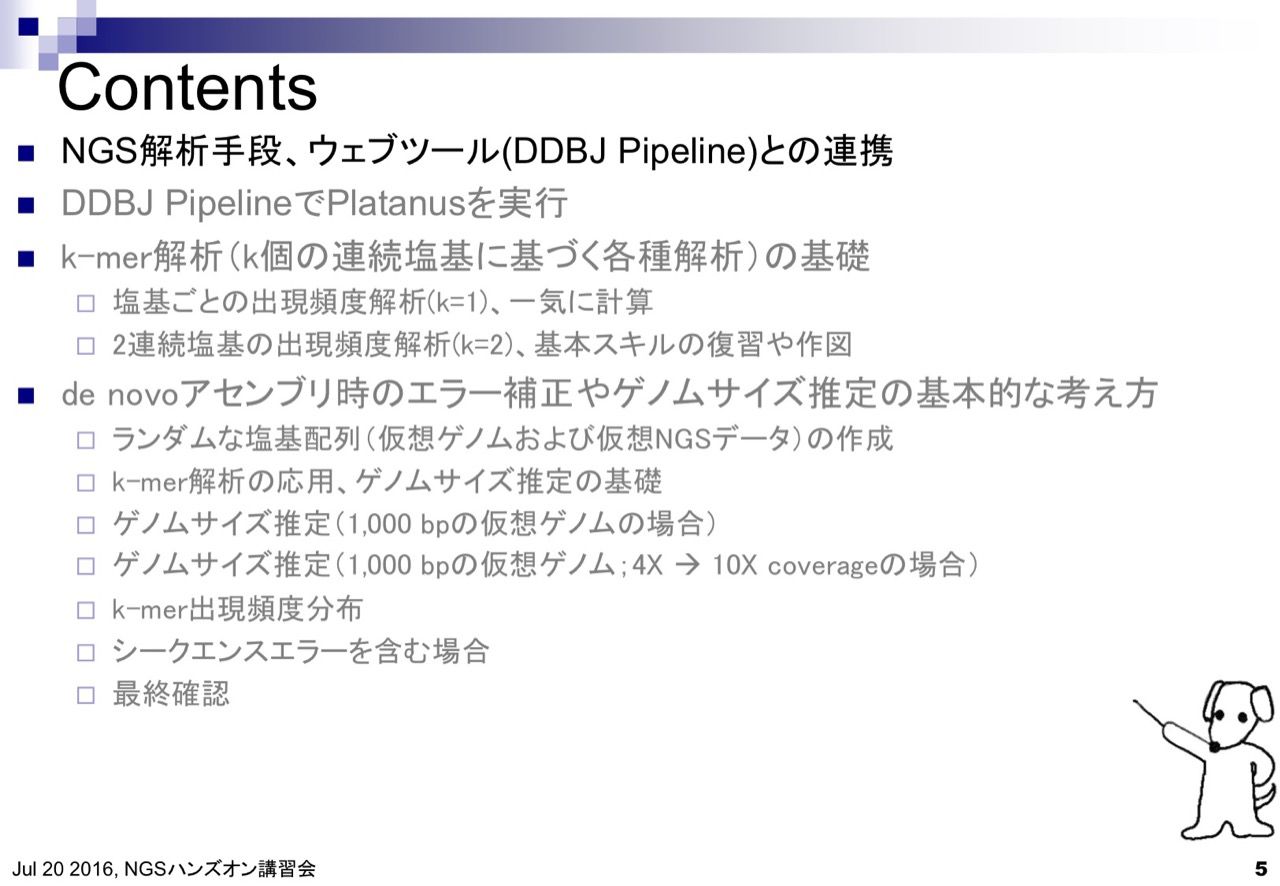 Contents
NGS解析手段、ウェブツール(DDBJ Pipeline)との連携
DDBJ PipelineでPlatanusを実行
k-mer解析（k個の連続塩基に基づく各種解析）の基礎
塩基ごとの出現頻度解析(k=1)、一気に計算
2連続塩基の出現頻度解析(k=2)、基本スキルの復習や作図
de novoアセンブリ時のエラー補正やゲノムサイズ推定の基本的な考え方
ランダムな塩基配列（仮想ゲノムおよび仮想NGSデータ）の作成
k-mer解析の応用、ゲノムサイズ推定の基礎
ゲノムサイズ推定（1,000 bpの仮想ゲノムの場合）
ゲノムサイズ推定（1,000 bpの仮想ゲノム；4X → 10X coverageの場合）
k-mer出現頻度分布
シークエンスエラーを含む場合
最終確認
Jul 20 2016, NGSハンズオン講習会
5